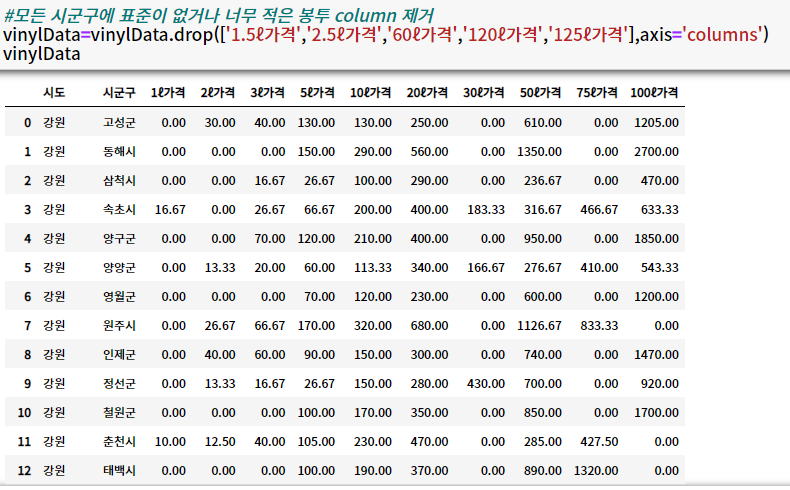 #모든 시군구에 표준이 없거나 너무 적은 봉투 column 제거
vinylData=vinylData.drop(['1.5ℓ가격','2.5ℓ가격','60ℓ가격','120ℓ가격','125ℓ가격'],axis='columns')
vinylData
시도 시군구 1ℓ가격 2ℓ가격 3ℓ가격 5ℓ가격 10ℓ가격 20ℓ가격 30ℓ가격 50ℓ가격 75ℓ가격 100ℓ가격
0 강원 고성군 0.00 30.00 40.00 130.00 130.00 250.00 0.00 610.00 0.00 1205.00
1 강원 동해시 0.00 0.00 0.00 150.00 290.00 560.00 0.00 1350.00 0.00 2700.00
2 강원 삼척시 0.00 0.00 16.67 26.67 100.00 290.00 0.00 236.67 0.00 470.00
3 강원 속초시 16.67 0.00 26.67 66.67 200.00 400.00 183.33 316.67 466.67 633.33
4 강원 양구군 0.00 0.00 70.00 120.00 210.00 400.00 0.00 950.00 0.00 1850.00
5 강원 양양군 0.00 13.33 20.00 60.00 113.33 340.00 166.67 276.67 410.00 543.33
6 강원 영월군 0.00 0.00 0.00 70.00 120.00 230.00 0.00 600.00 0.00 1200.00
7 강원 원주시 0.00 26.67 66.67 170.00 320.00 680.00 0.00 1126.67 833.33 0.00
8 강원 인제군 0.00 40.00 60.00 90.00 150.00 300.00 0.00 740.00 0.00 1470.00
9 강원 정선군 0.00 13.33 16.67 26.67 150.00 280.00 430.00 700.00 0.00 920.00
10 강원 철원군 0.00 0.00 0.00 100.00 170.00 350.00 0.00 850.00 0.00 1700.00
11 강원 춘천시 10.00 12.50 40.00 105.00 230.00 470.00 0.00 285.00 427.50 0.00
12 강원 태백시 0.00 0.00 0.00 100.00 190.00 370.00 0.00 890.00 1320.00 0.00